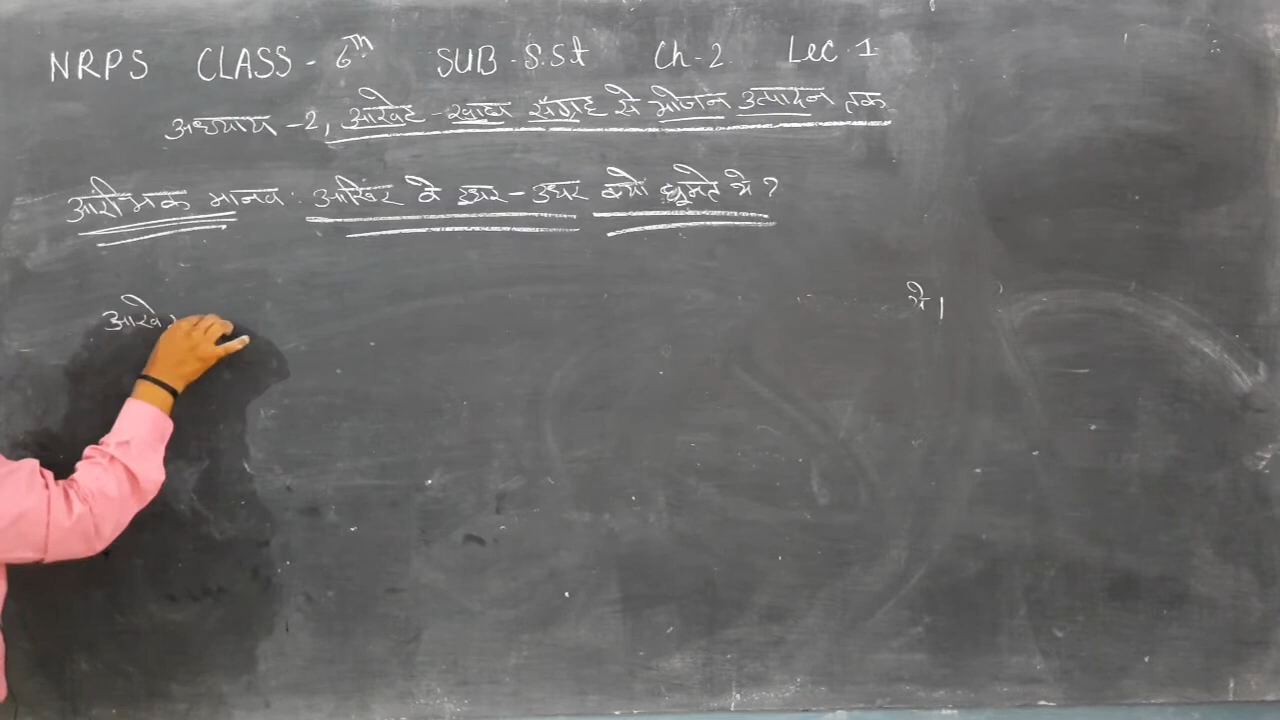 NRPS CLASS - 6th SUB - S.St Ch-2. Lec.1
अध्याय -2, आखेट - खाद्य संग्रह से भोजन उत्पादन तक
आरंभिक मानव : आखिर वे इधर - उधर क्यों घूमते थे ?
थे।
आखे